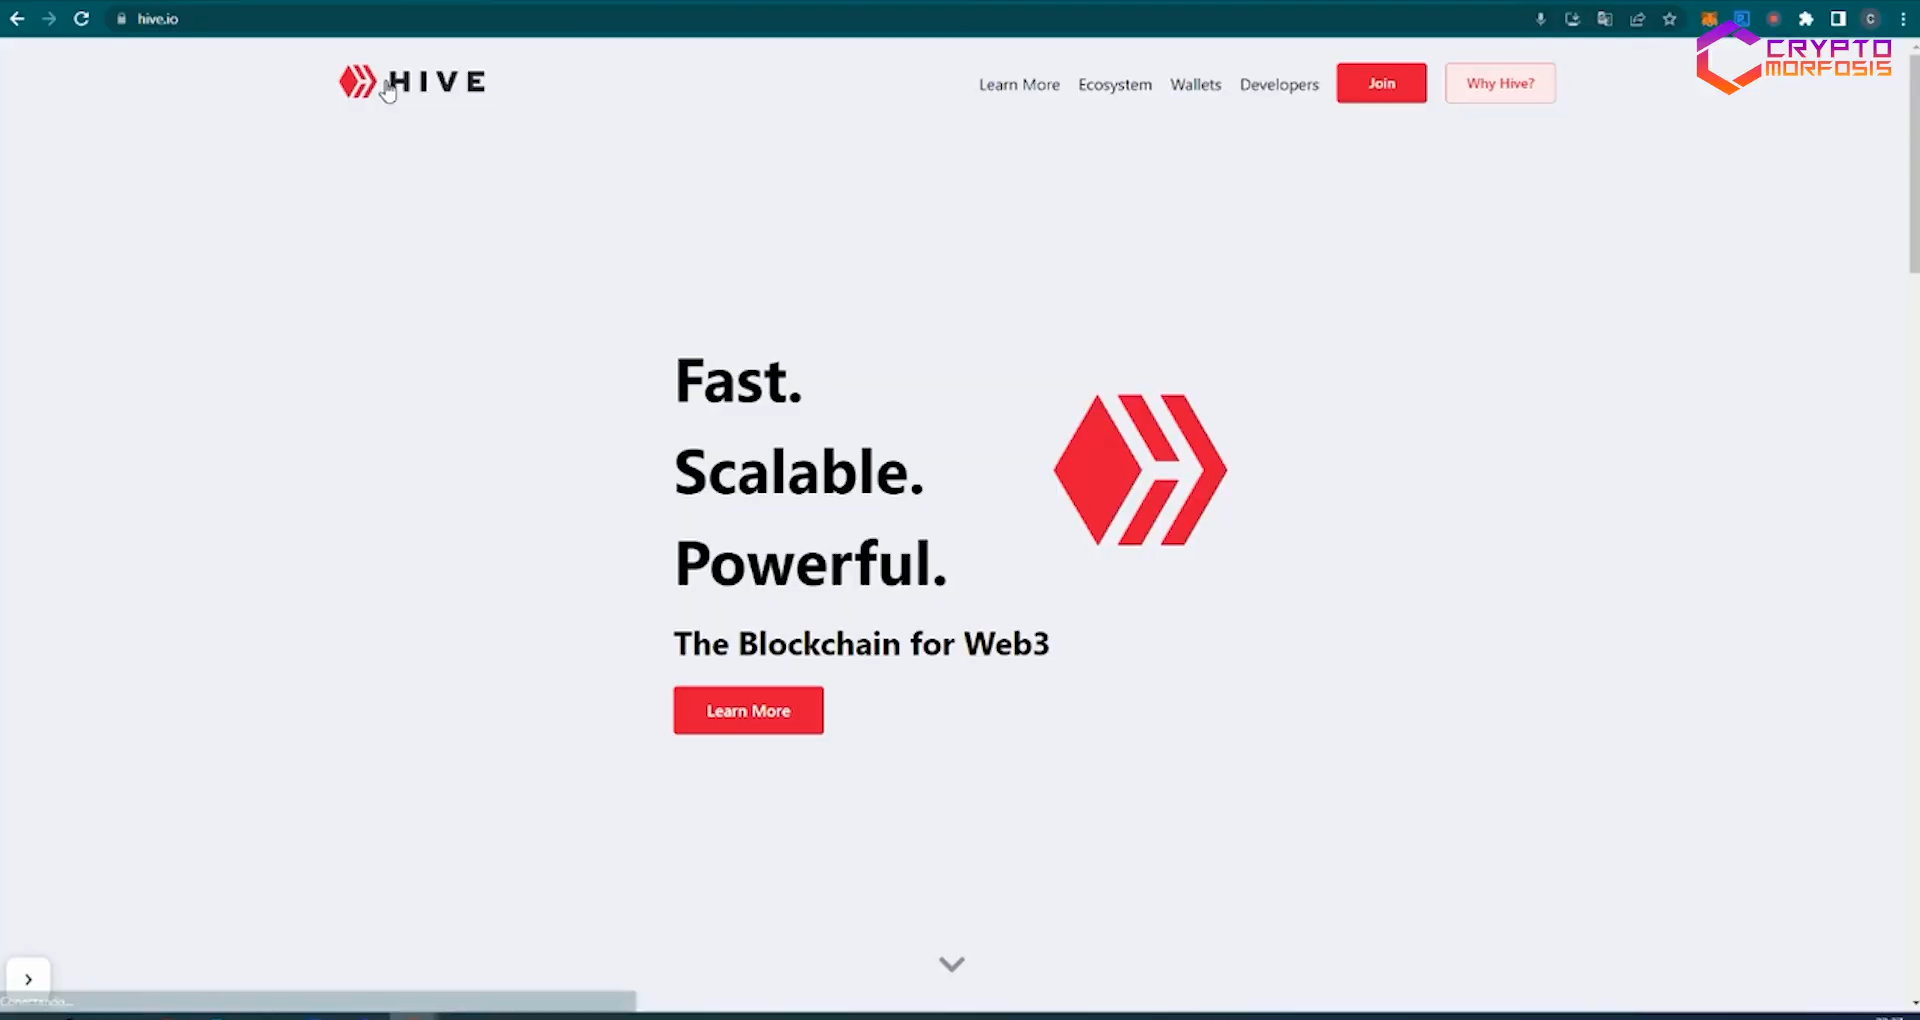 hive.io
C
CRYPTO
MORFOSIS
HIVE
Learn More Ecosystem Wallets Developers Join Why Hive?
Fast.
Scalable.
Powerful.
The Blockchain for Web3
Learn More
Conectando...